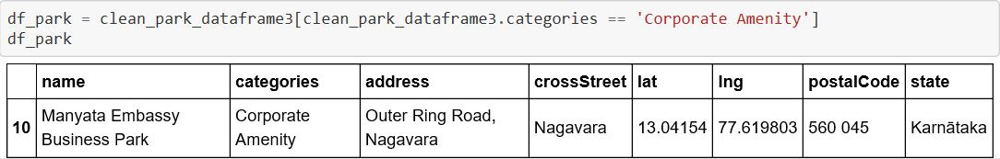 df_park = clean_park_dataframe3[clean_park_dataframe3.categories == 'Corporate Amenity']
df_park
name categories address crossStreet lat lng postalCode state
10 Manyata Embassy Business Park Corporate Amenity Outer Ring Road, Nagavara Nagavara 13.04154 77.619803 560 045 Karnātaka